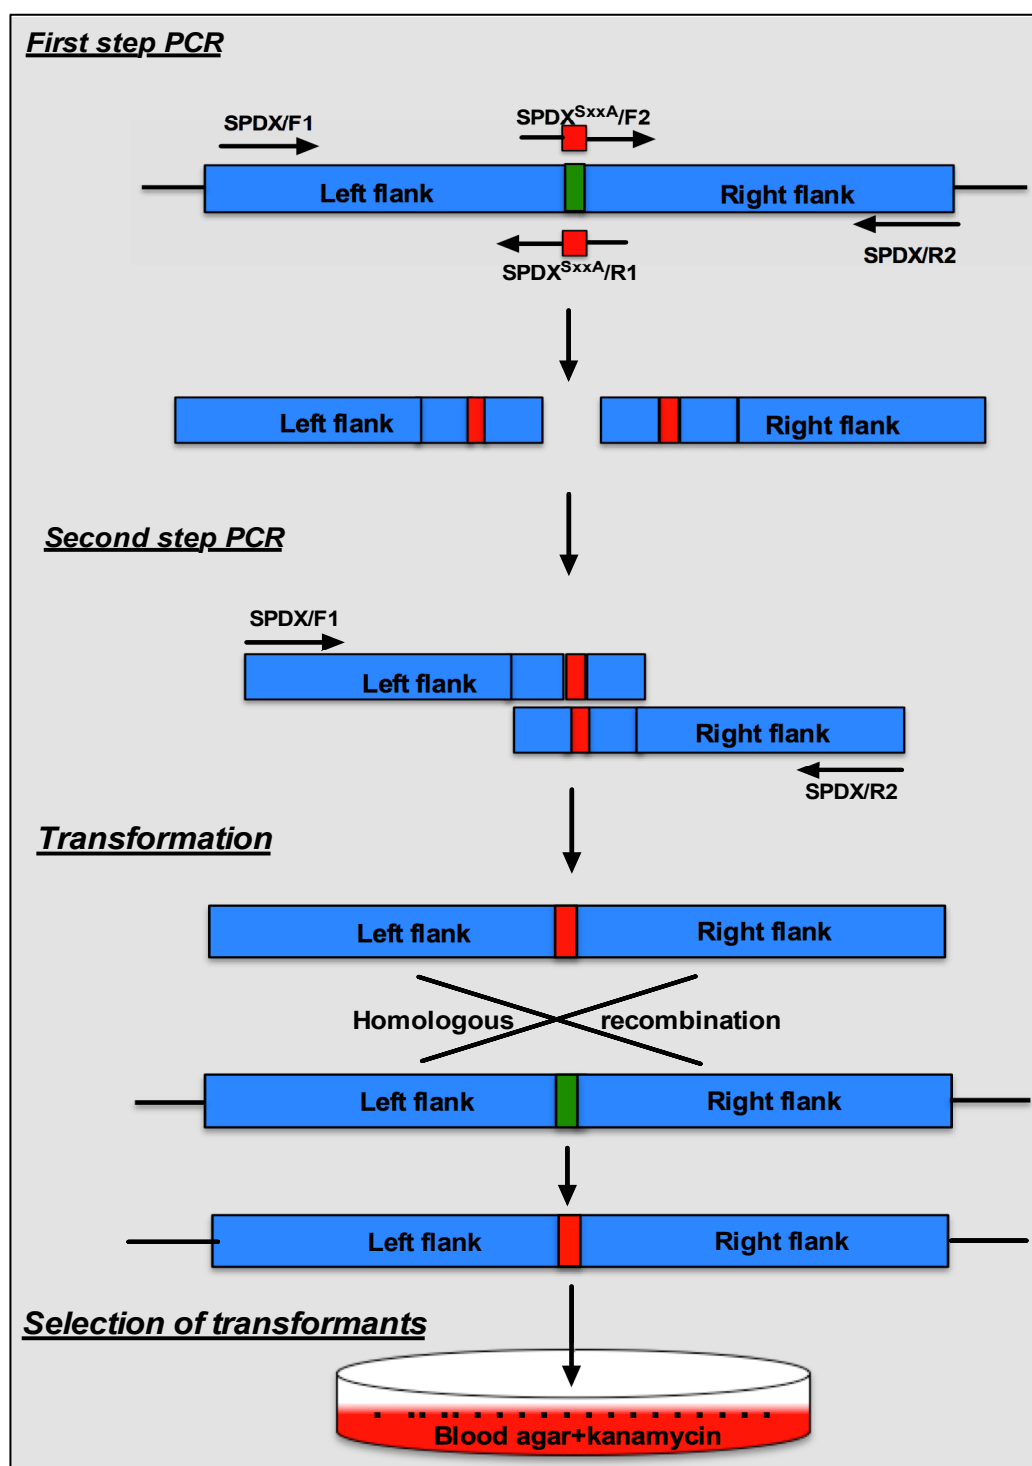 First step PCR
SPDX/F1
SPDXSxxA/F2
Left flank
Right flank
SPDX/R2
SPDXSxxA/R1
Left flank
Right flank
Second step PCR
SPDX/F1
Left flank
Right flank
SPDX/R2
Transformation
Left flank
Right flank
Homologous recombination
Left flank
Right flank
Left flank
Right flank
Selection of transformants
Blood agar+kanamycin